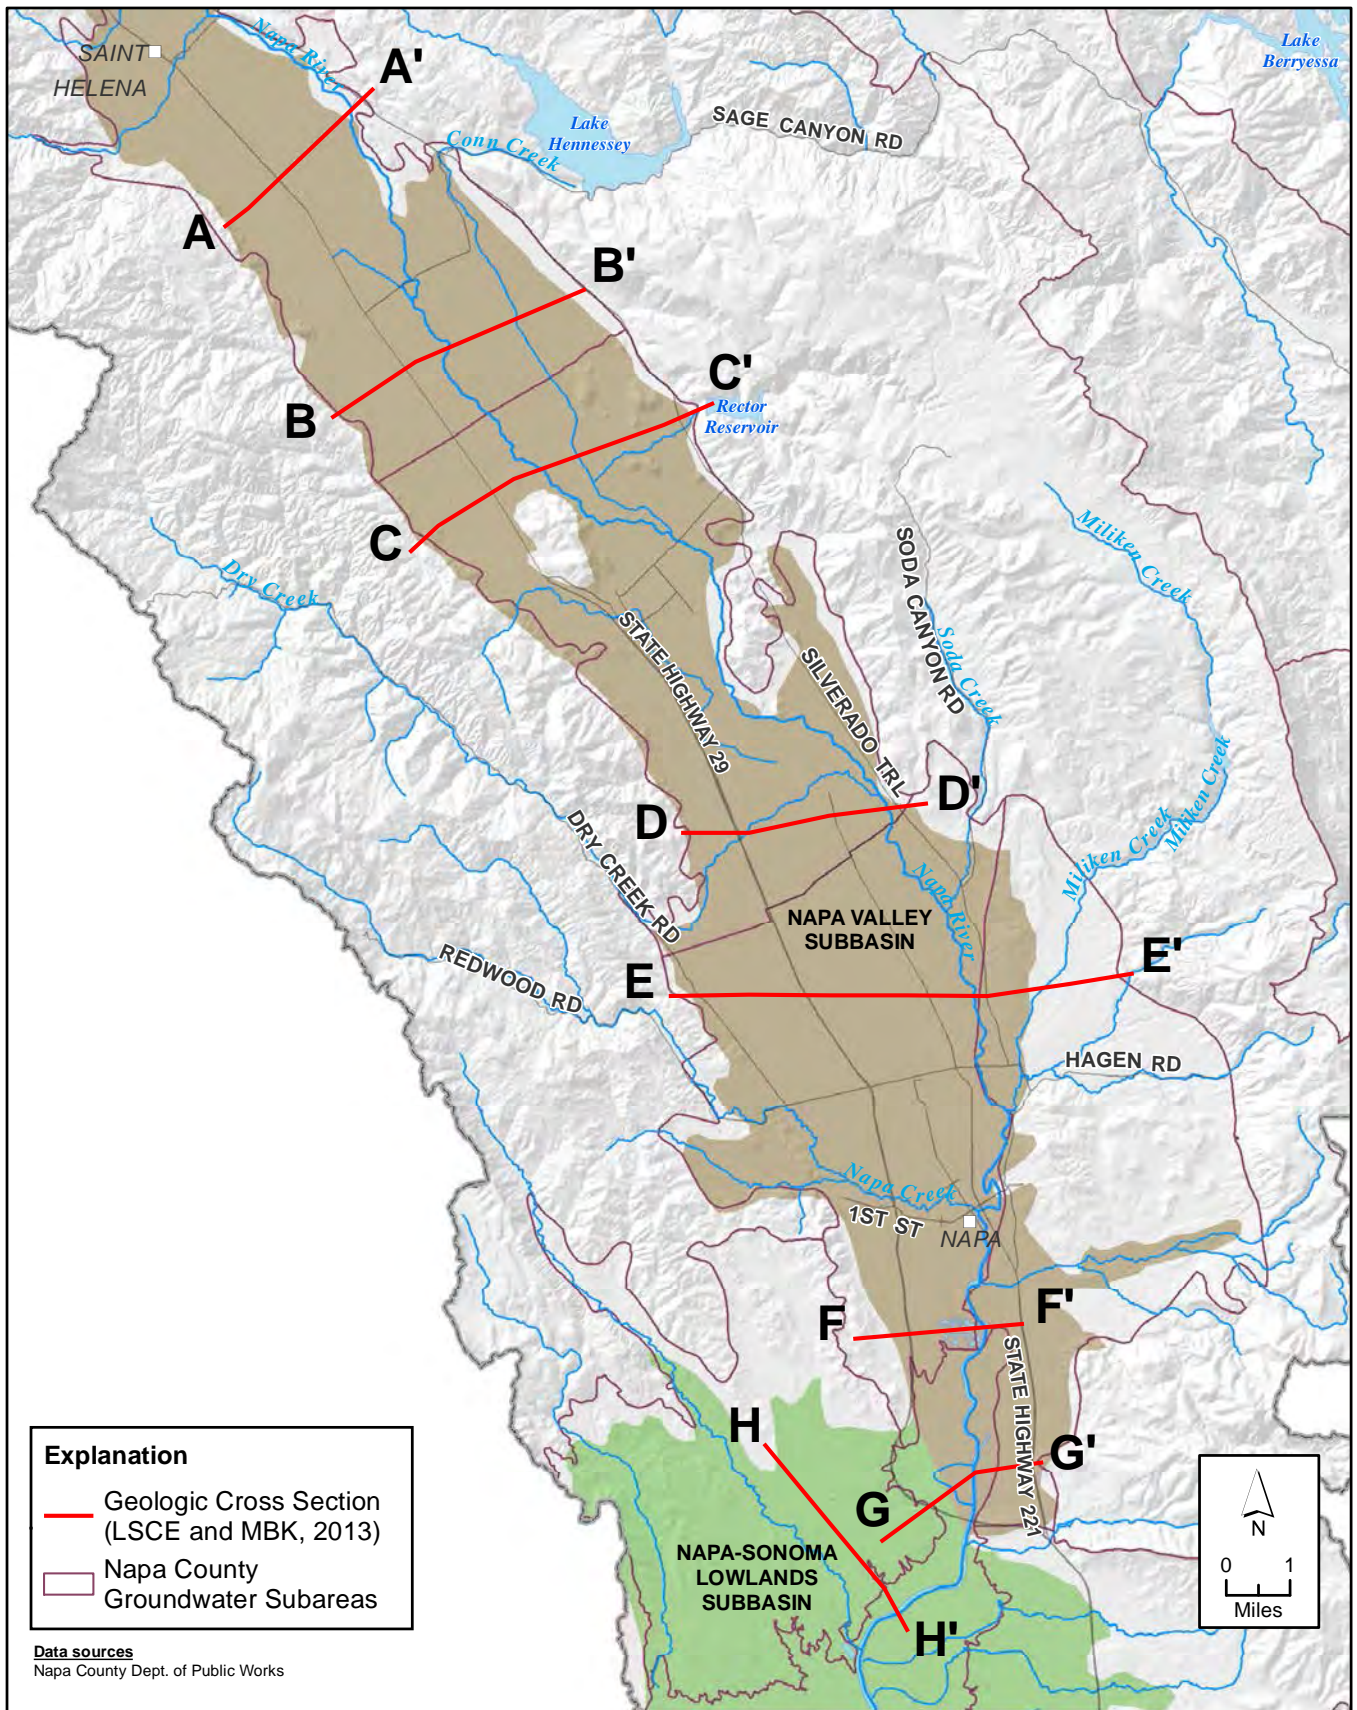 SAINT
HELENA
Napa River
A'
Lake
Berryessa
Lake
Hennessey
SAGE CANYON RD
Conn Creek
A
B'
B
C'
Rector
Reservoir
C
Dry Creek
SODA CANYON RD
Miliken Creek
Soda Creek
STATE HIGHWAY 29
SILVERADO TRL
Miliken Creek
Miliken Creek
D
D'
DRY CREEK RD
NAPA VALLEY
SUBBASIN
Napa River
REDWOOD RD
E
E'
HAGEN RD
Napa Creek
1ST ST
NAPA
F
F'
STATE HIGHWAY 221
H
G'
G
NAPA-SONOMA
LOWLANDS
SUBBASIN
H'
Explanation
Geologic Cross Section
(LSCE and MBK, 2013)
Napa County
Groundwater Subareas
N
0 1
Miles
Data sources
Napa County Dept. of Public Works